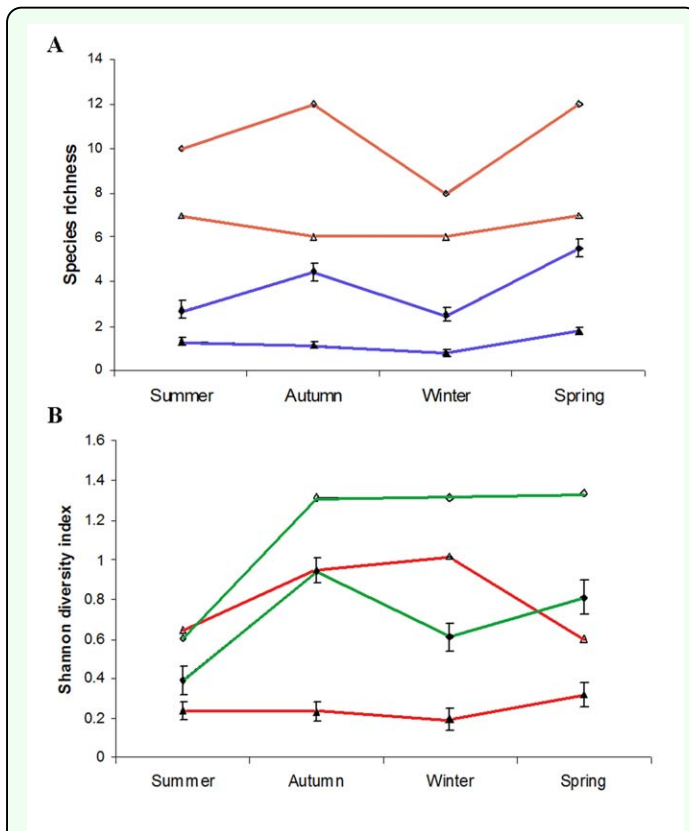 A
Species richness
14
12
10
8
6
4
2
0
Summer Autumn Winter Spring
B
Shannon diversity index
1.6
1.4
1.2
1
0.8
0.6
0.4
0.2
0
Summer Autumn Winter Spring